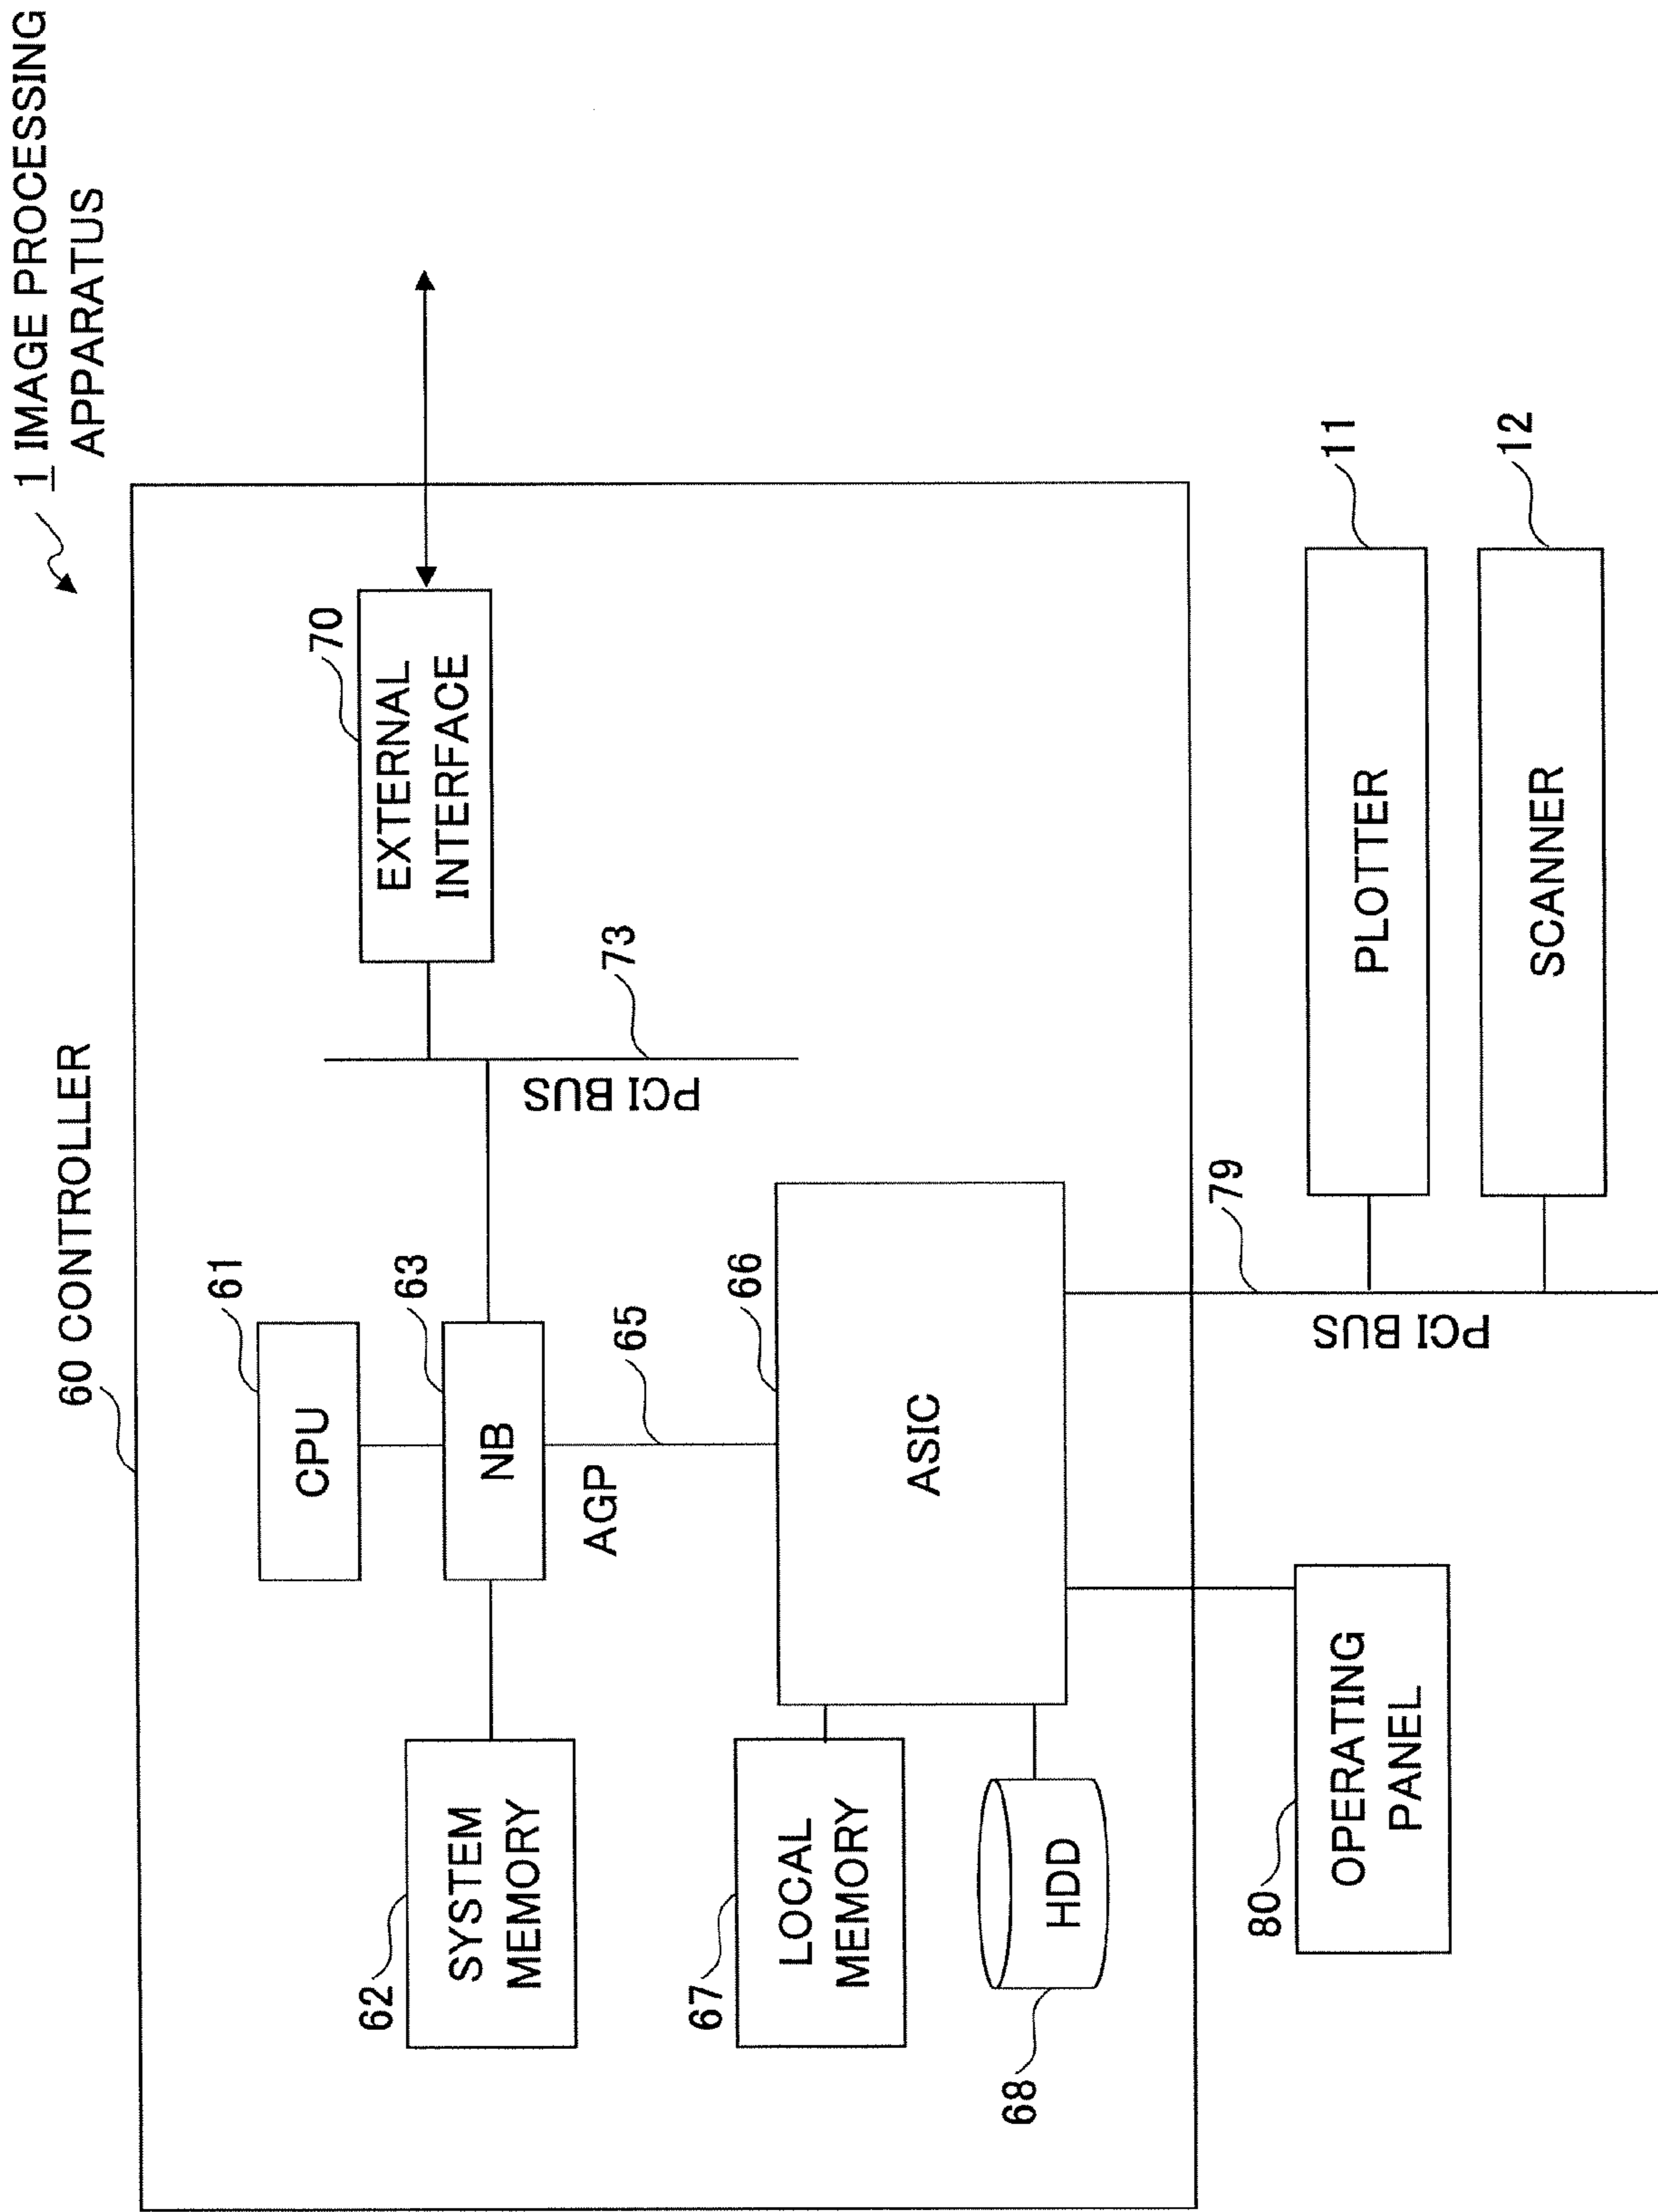 1 IMAGE PROCESSING
APPARATUS
60 CONTROLLER
61
CPU
62
SYSTEM
MEMORY
63
NB
70
EXTERNAL
INTERFACE
73
PCI BUS
AGP
65
66
ASIC
67
LOCAL
MEMORY
68
HDD
79
PCI BUS
80
OPERATING
PANEL
11
PLOTTER
12
SCANNER